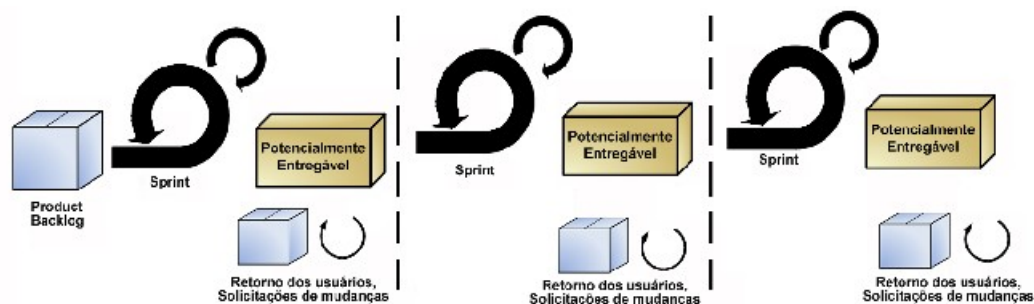 Product
Backlog
Sprint
Potencialmente
Entregável
Retorno dos usuários,
Solicitações de mudanças
Sprint
Potencialmente
Entregável
Retorno dos usuários,
Solicitações de mudanças
Sprint
Potencialmente
Entregável
Retorno dos usuários,
Solicitações de mudanças